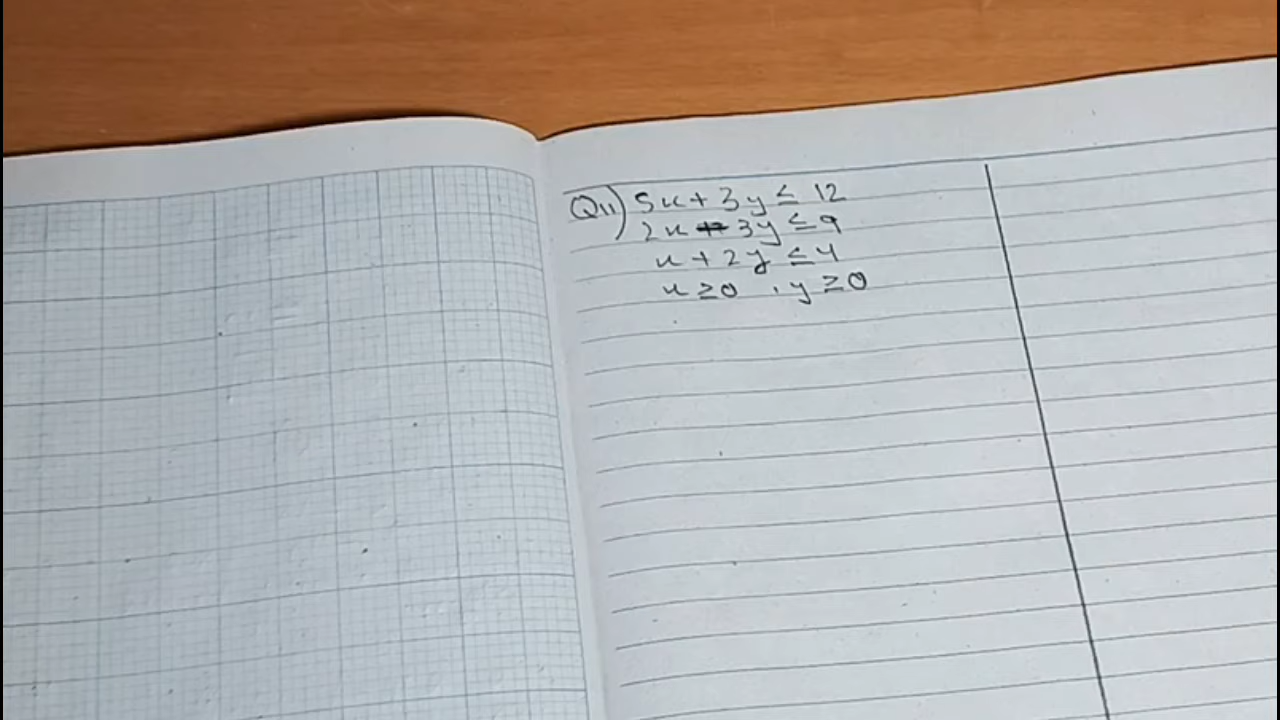 Q11) 5x + 3y ≤ 12
2x - 3y ≤ 9
x + 2y ≤ 4
x ≥ 0 , y ≥ 0